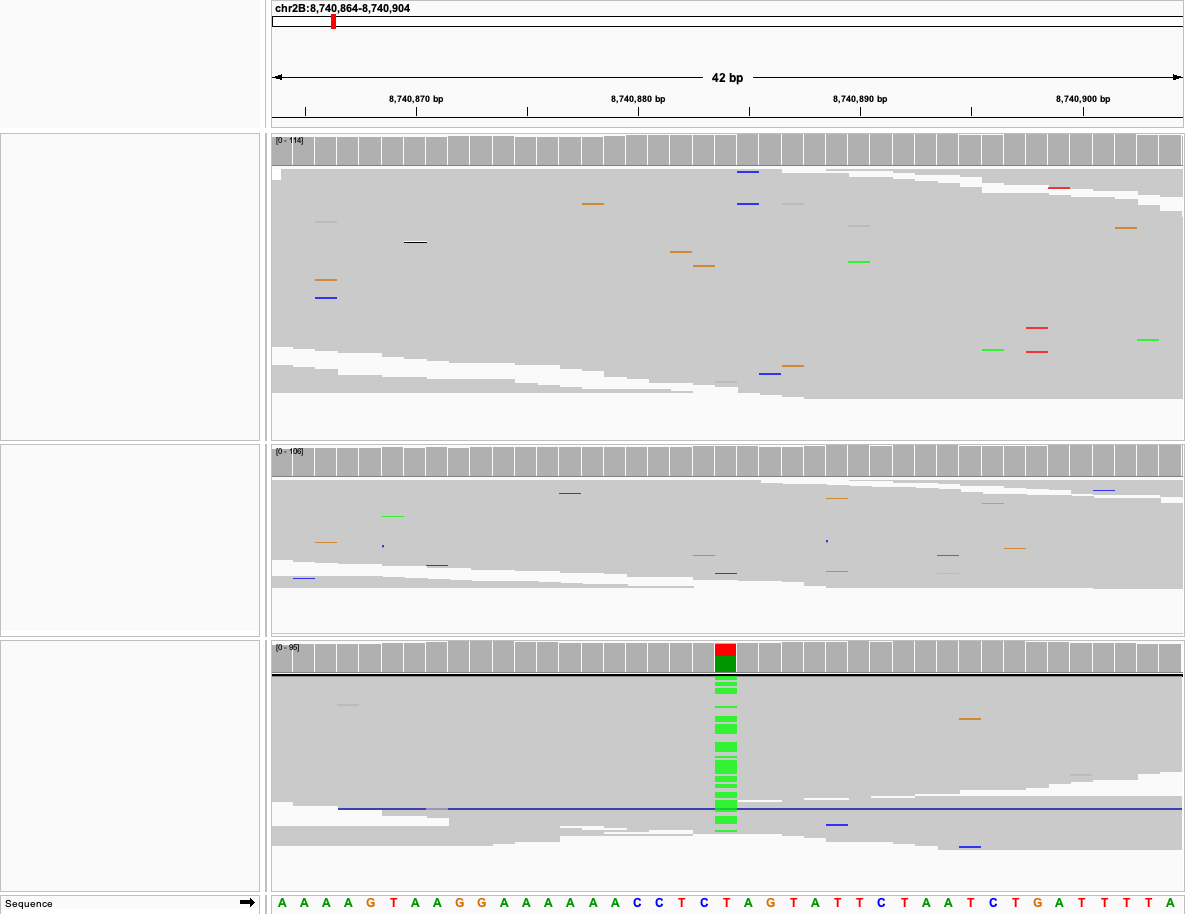 chr2B:8,740,864-8,740,904
42 bp
8,740,870 bp 8,740,880 bp 8,740,890 bp 8,740,900 bp
[0 - 114]
[0 - 106]
[0 - 95]
Sequence A A A A G T A A G G A A A A A A C C T C T A G T A T T C T A A T C T G A T T T T A